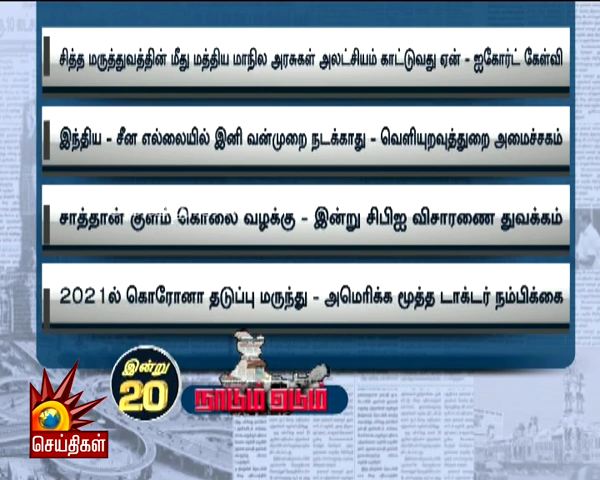 சித்த மருத்துவத்தின் மீது மத்திய மாநில அரசுகள் அலட்சியம் காட்டுவது ஏன் - ஐகோர்ட் கேள்வி
இந்திய - சீன எல்லையில் இனி வன்முறை நடக்காது - வெளியுறவுத்துறை அமைச்சகம்
சாத்தான் குளம் கொலை வழக்கு - இன்று சிபிஐ விசாரணை துவக்கம்
2021ல் கொரோனா தடுப்பு மருந்து - அமெரிக்க மூத்த டாக்டர் நம்பிக்கை
இன்று
20
செய்திகள்